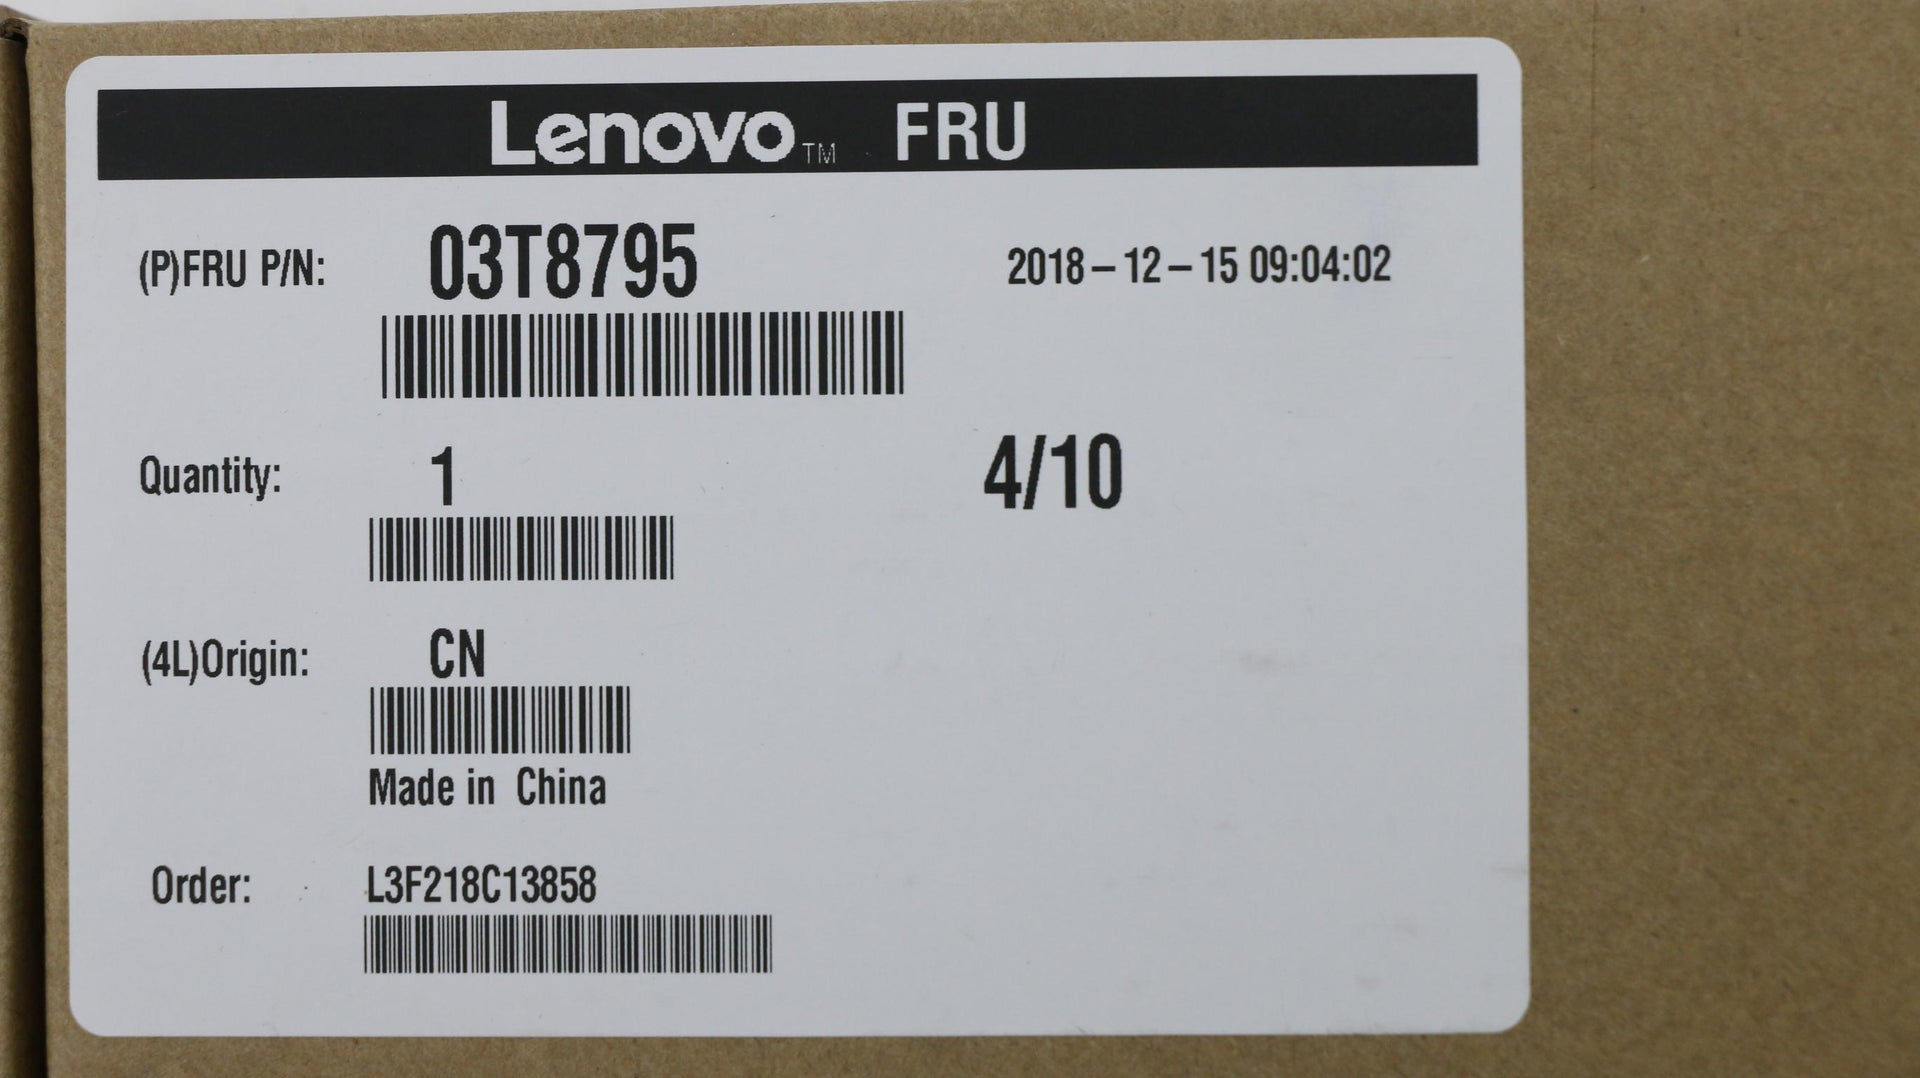 Lenovo™ FRU
(P)FRU P/N: 03T8795 2018-12-15 09:04:02
Quantity: 1 4/10
(4L)Origin: CN
Made in China
Order: L3F218C13858